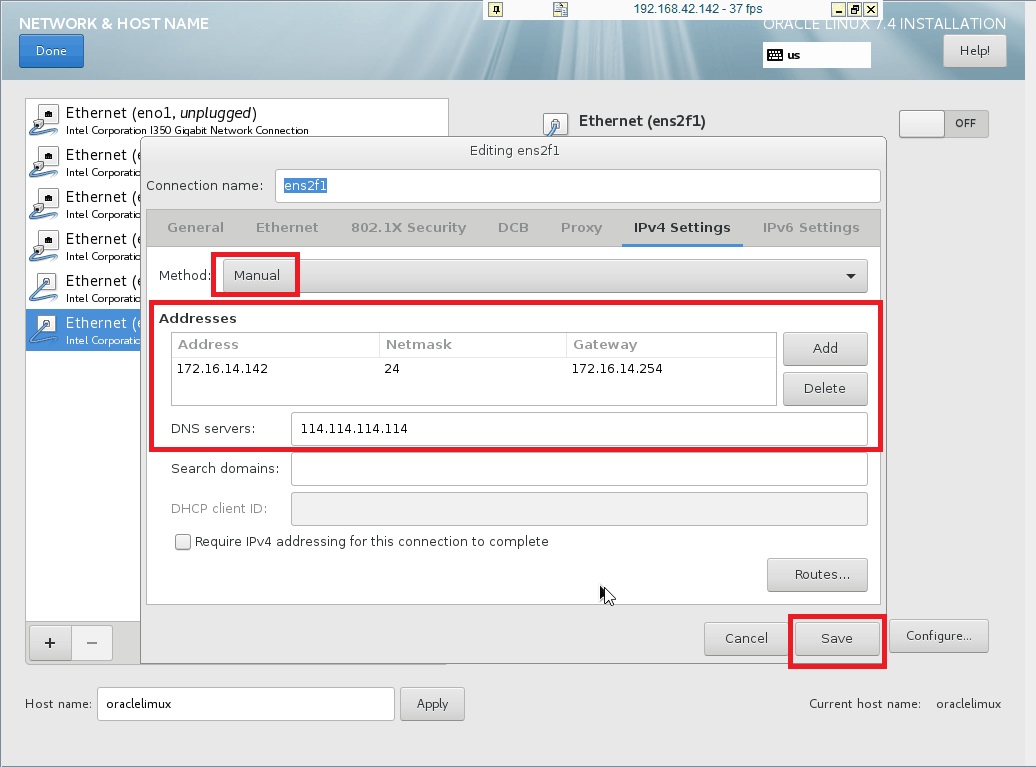 192.168.42.142 - 37 fps
NETWORK & HOST NAME
ORACLE LINUX 7.4 INSTALLATION
Done
us
Help!
Ethernet (eno1, unplugged)
Intel Corporation I350 Gigabit Network Connection
Ethernet (
Intel Corporatio
Ethernet (
Intel Corporatio
Ethernet (
Intel Corporatio
Ethernet (
Intel Corporatio
Ethernet (
Intel Corporatio
Ethernet (ens2f1)
OFF
Editing ens2f1
Connection name: ens2f1
General Ethernet 802.1X Security DCB Proxy IPv4 Settings IPv6 Settings
Method: Manual
Addresses
Address Netmask Gateway
172.16.14.142 24 172.16.14.254
Add
Delete
DNS servers: 114.114.114.114
Search domains:
DHCP client ID:
Require IPv4 addressing for this connection to complete
Routes...
Cancel Save
Configure...
+ −
Host name: oraclelimux Apply
Current host name: oraclelimux